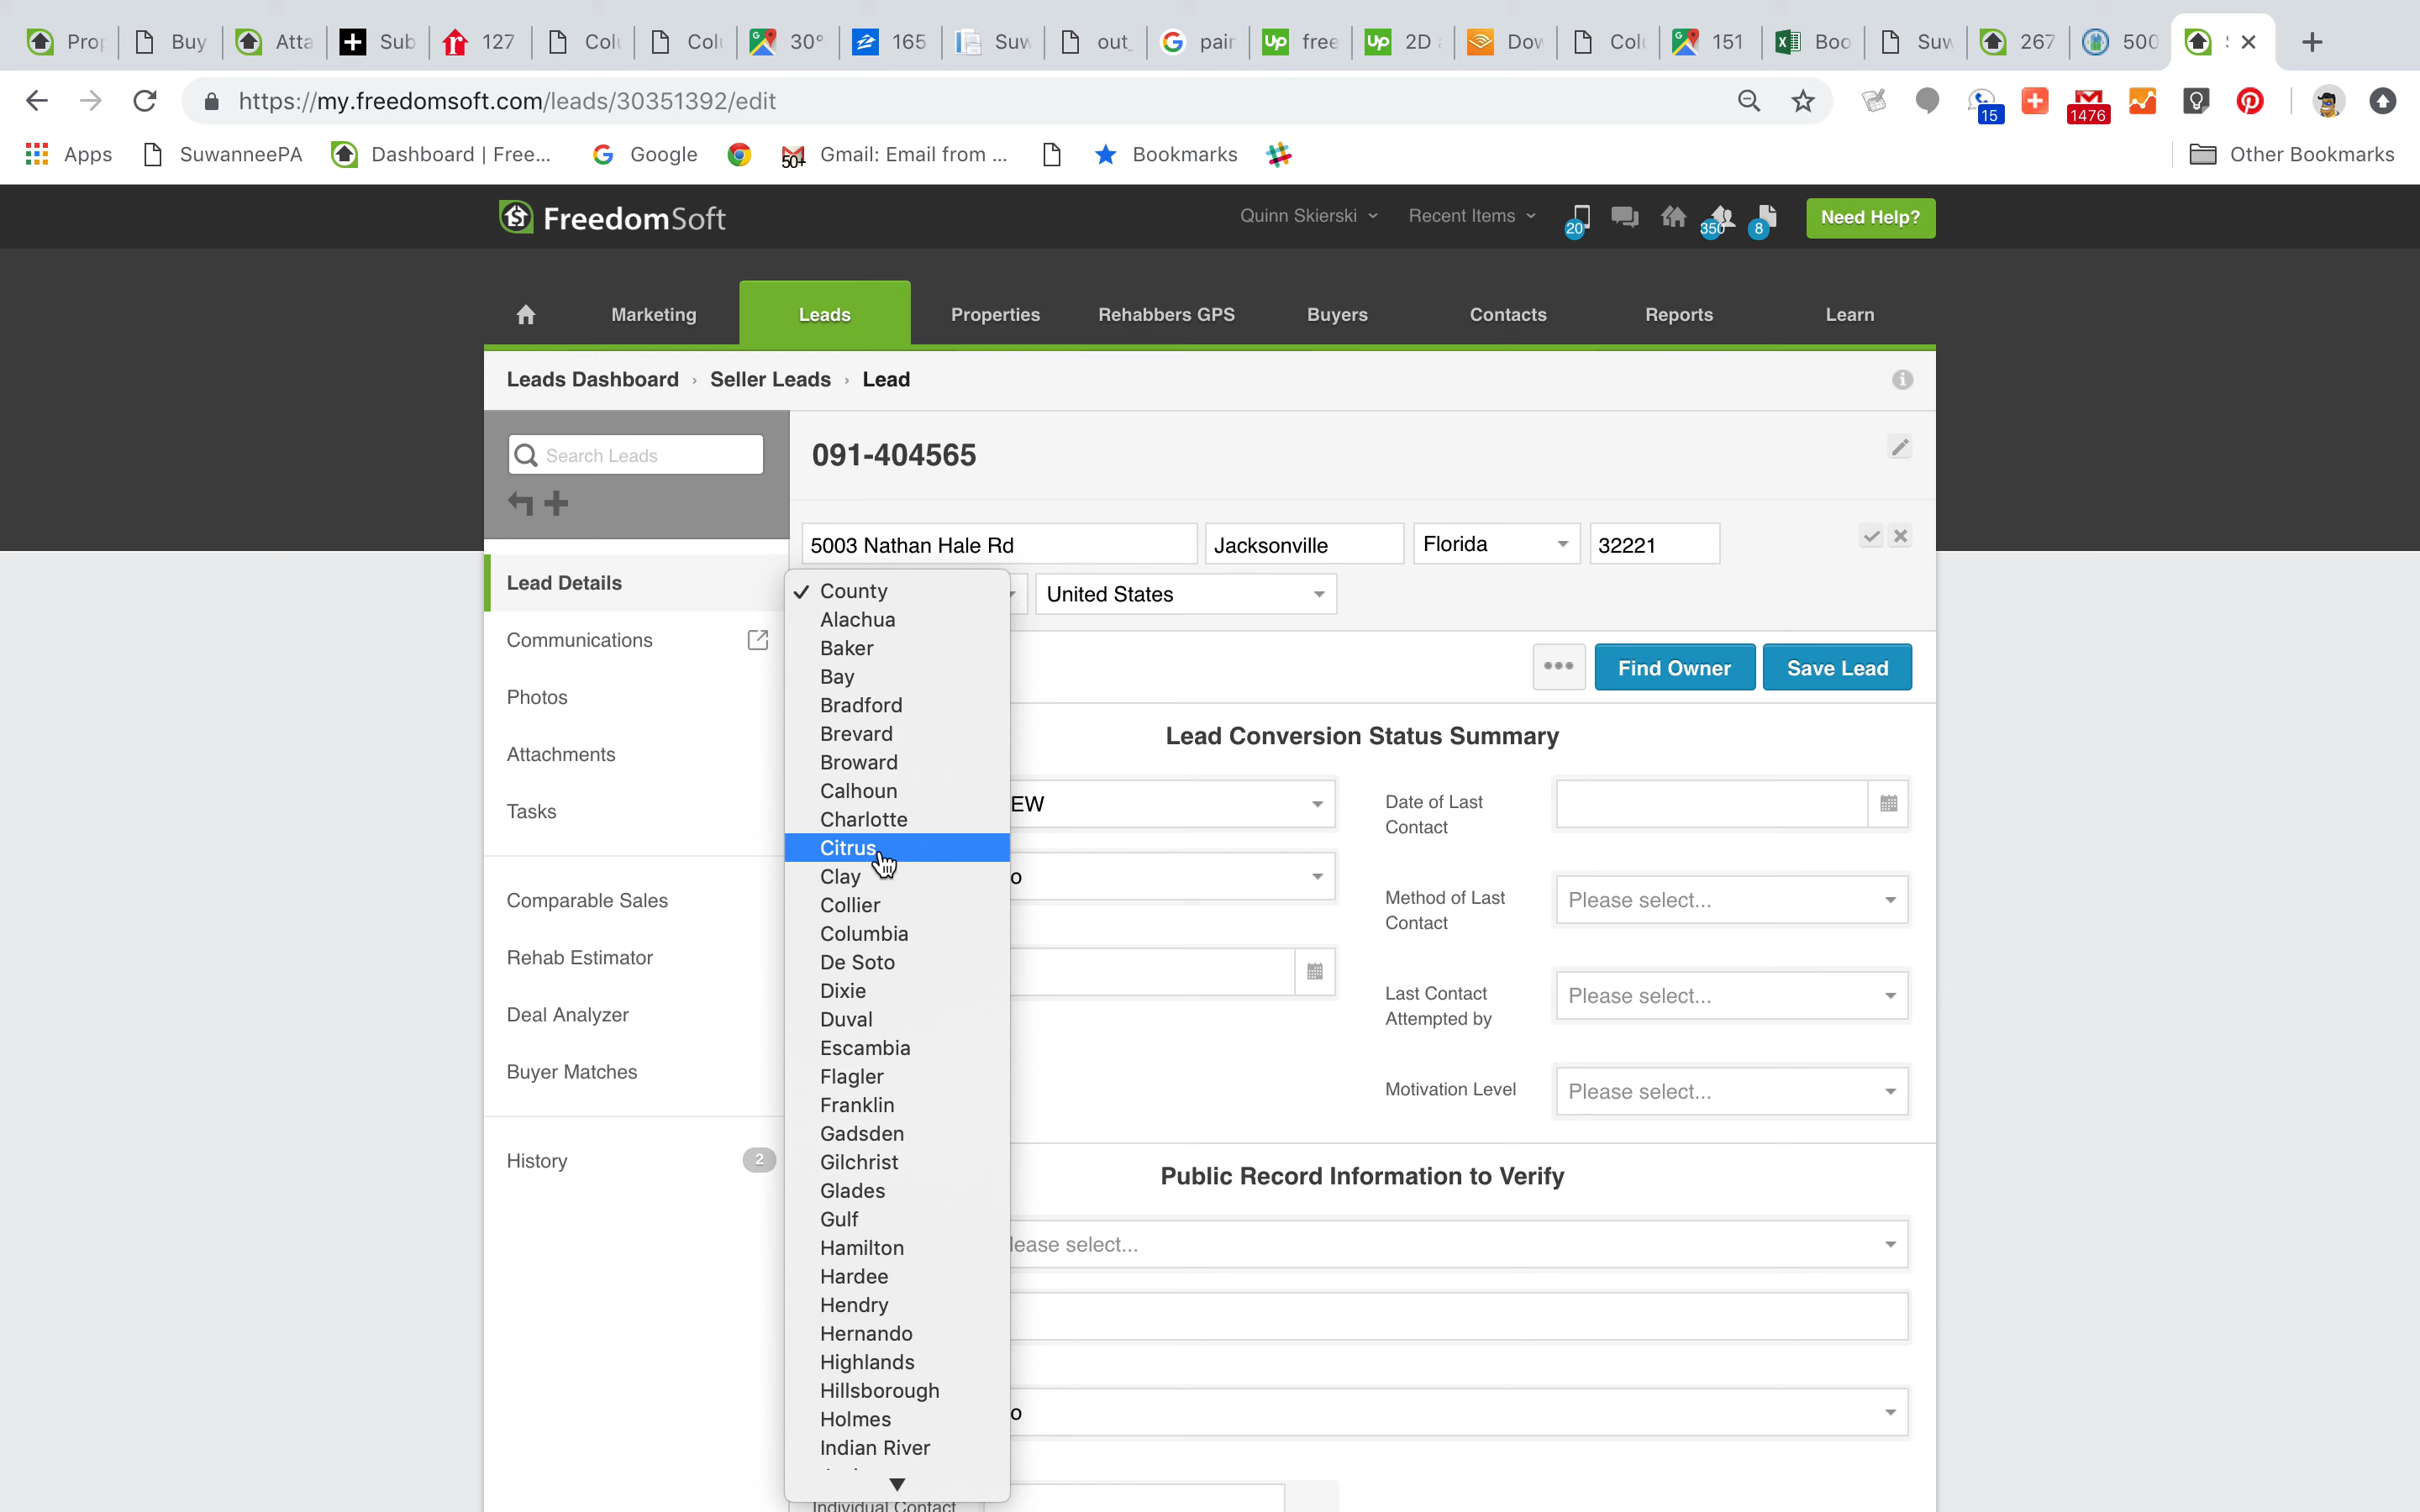 Prop Buy Atta Sub 127 Colu Colu 30° 165 Suw out_ pair free 2D Dow Colu 151 Boo Suw 267 500
https://my.freedomsoft.com/leads/30351392/edit
15 1476
Apps SuwanneePA Dashboard | Free... Google 50+ Gmail: Email from ... Bookmarks Other Bookmarks
FreedomSoft Quinn Skierski Recent Items 20 350 8 Need Help?
Marketing Leads Properties Rehabbers GPS Buyers Contacts Reports Learn
Leads Dashboard › Seller Leads › Lead
Search Leads
091-404565
5003 Nathan Hale Rd Jacksonville Florida 32221
United States
Lead Details
Communications
Photos
Attachments
Tasks
Comparable Sales
Rehab Estimator
Deal Analyzer
Buyer Matches
History 2
✓ County
Alachua
Baker
Bay
Bradford
Brevard
Broward
Calhoun
Charlotte
Citrus
Clay
Collier
Columbia
De Soto
Dixie
Duval
Escambia
Flagler
Franklin
Gadsden
Gilchrist
Glades
Gulf
Hamilton
Hardee
Hendry
Hernando
Highlands
Hillsborough
Holmes
Indian River
Find Owner Save Lead
Lead Conversion Status Summary
EW
o
Date of Last
Contact
Method of Last
Contact
Please select...
Last Contact
Attempted by
Please select...
Motivation Level Please select...
Public Record Information to Verify
lease select...
o
Individual Contact